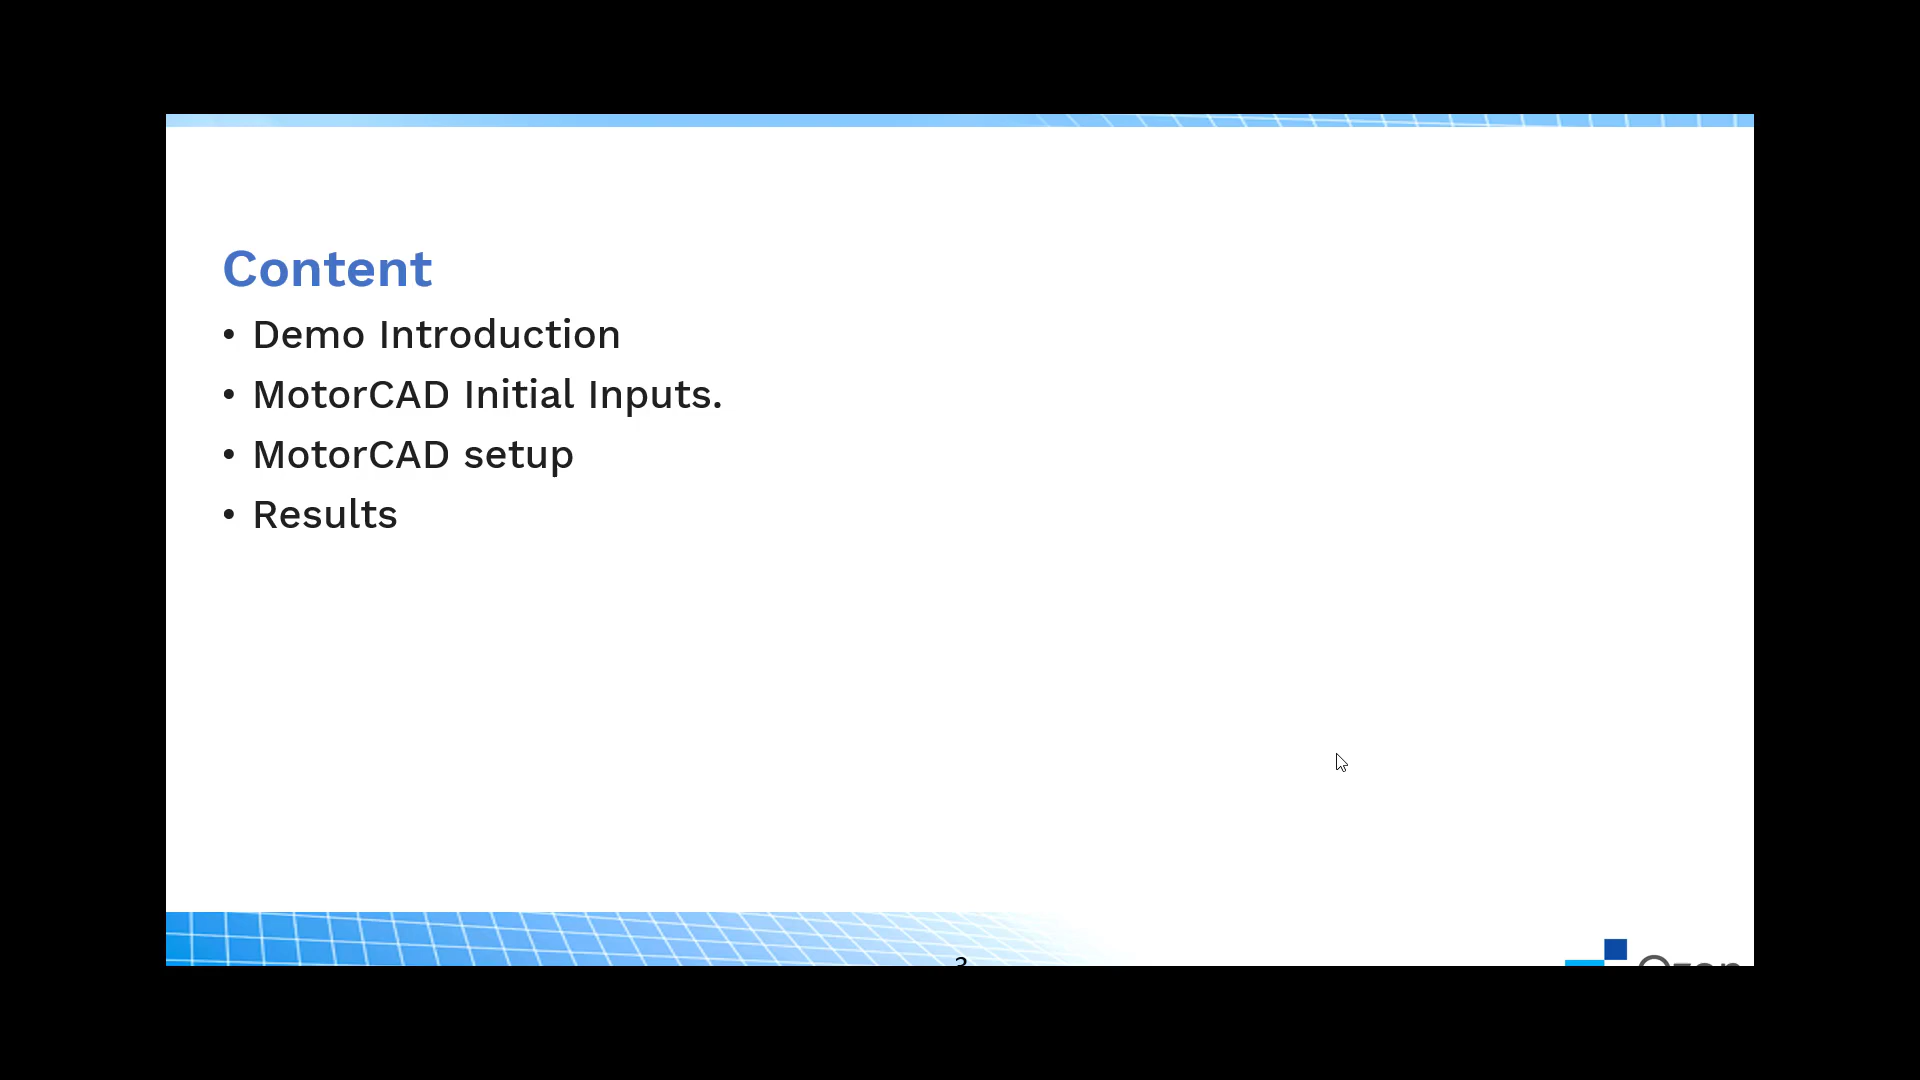 Content
• Demo Introduction
• MotorCAD Initial Inputs.
• MotorCAD setup
• Results